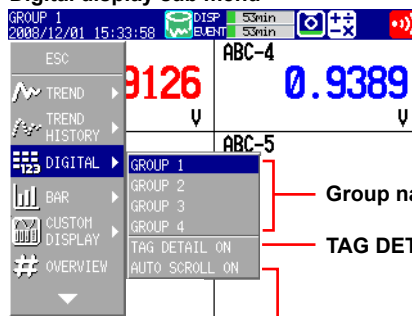 Digital display sub menu
GROUP 1
2008/12/01 15:33:58
DISP 53min
EVENT 53min
ESC
TREND
TREND HISTORY
DIGITAL
BAR
CUSTOM DISPLAY
OVERVIEW
9126
V
ABC-4
0.9389
V
ABC-5
GROUP 1
GROUP 2
GROUP 3
GROUP 4
TAG DETAIL ON
AUTO SCROLL ON
Group na
TAG DET